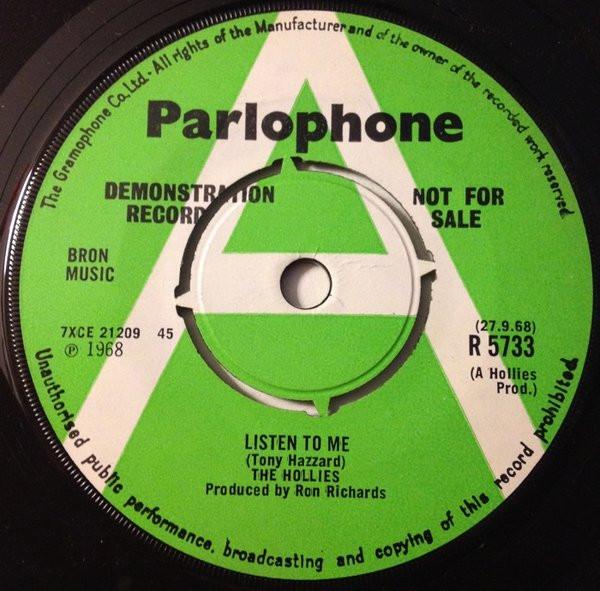 The Gramophone Co. Ltd. · All rights of the Manufacturer and of the owner of the recorded work reserved
Parlophone
DEMONSTRATION
RECORD
NOT FOR
SALE
BRON
MUSIC
7XCE 21209 45
℗ 1968
(27.9.68)
R 5733
(A Hollies
Prod.)
LISTEN TO ME
(Tony Hazzard)
THE HOLLIES
Produced by Ron Richards
Unauthorised public performance, broadcasting and copying of this record prohibited